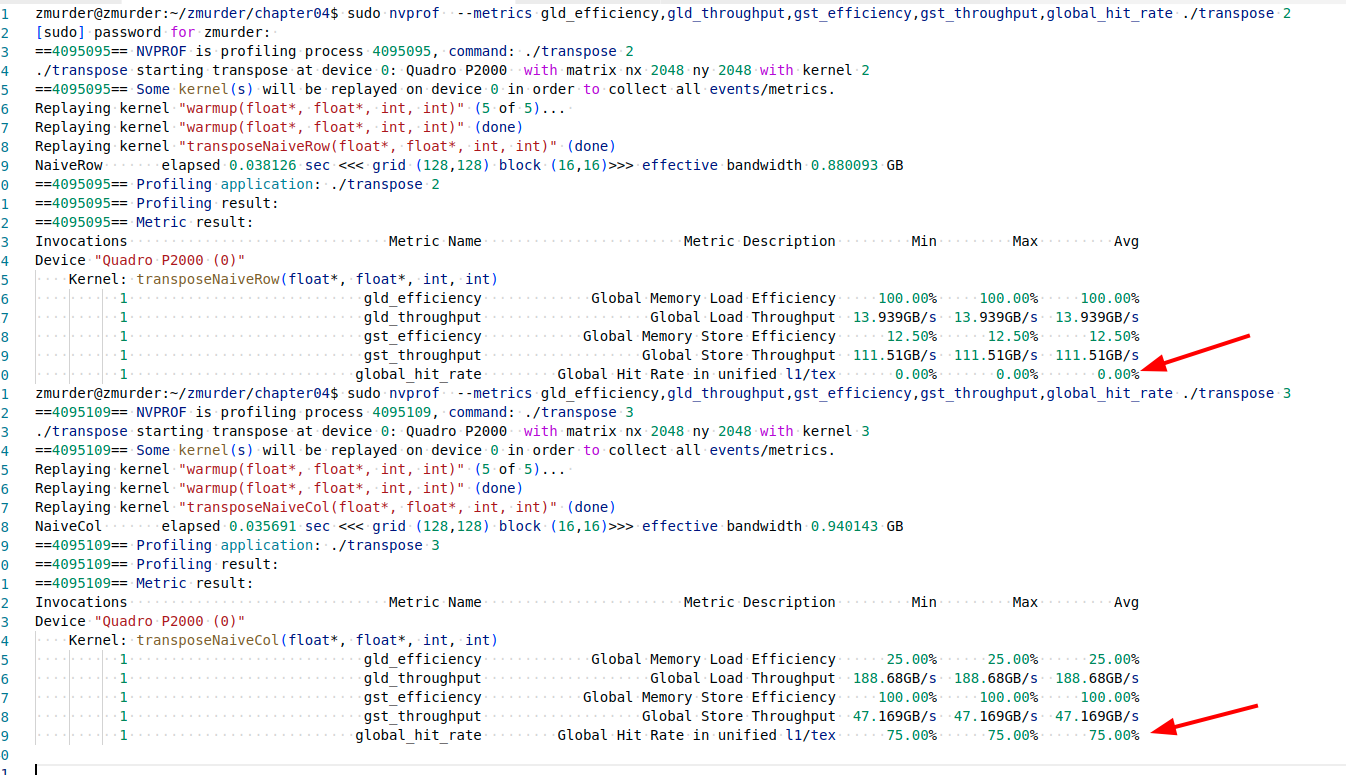 1 zmurder@zmurder:~/zmurder/chapter04$ sudo nvprof --metrics gld_efficiency,gld_throughput,gst_efficiency,gst_throughput,global_hit_rate ./transpose 2
2 [sudo] password for zmurder:
3 ==4095095== NVPROF is profiling process 4095095, command: ./transpose 2
4 ./transpose starting transpose at device 0: Quadro P2000 with matrix nx 2048 ny 2048 with kernel 2
5 ==4095095== Some kernel(s) will be replayed on device 0 in order to collect all events/metrics.
6 Replaying kernel "warmup(float*, float*, int, int)" (5 of 5)...
7 Replaying kernel "warmup(float*, float*, int, int)" (done)
8 Replaying kernel "transposeNaiveRow(float*, float*, int, int)" (done)
9 NaiveRow elapsed 0.038126 sec <<< grid (128,128) block (16,16)>>> effective bandwidth 0.880093 GB
0 ==4095095== Profiling application: ./transpose 2
1 ==4095095== Profiling result:
2 ==4095095== Metric result:
3 Invocations Metric Name Metric Description Min Max Avg
4 Device "Quadro P2000 (0)"
5 Kernel: transposeNaiveRow(float*, float*, int, int)
6 1 gld_efficiency Global Memory Load Efficiency 100.00% 100.00% 100.00%
7 1 gld_throughput Global Load Throughput 13.939GB/s 13.939GB/s 13.939GB/s
8 1 gst_efficiency Global Memory Store Efficiency 12.50% 12.50% 12.50%
9 1 gst_throughput Global Store Throughput 111.51GB/s 111.51GB/s 111.51GB/s
0 1 global_hit_rate Global Hit Rate in unified l1/tex 0.00% 0.00% 0.00%
1 zmurder@zmurder:~/zmurder/chapter04$ sudo nvprof --metrics gld_efficiency,gld_throughput,gst_efficiency,gst_throughput,global_hit_rate ./transpose 3
2 ==4095109== NVPROF is profiling process 4095109, command: ./transpose 3
3 ./transpose starting transpose at device 0: Quadro P2000 with matrix nx 2048 ny 2048 with kernel 3
4 ==4095109== Some kernel(s) will be replayed on device 0 in order to collect all events/metrics.
5 Replaying kernel "warmup(float*, float*, int, int)" (5 of 5)...
6 Replaying kernel "warmup(float*, float*, int, int)" (done)
7 Replaying kernel "transposeNaiveCol(float*, float*, int, int)" (done)
8 NaiveCol elapsed 0.035691 sec <<< grid (128,128) block (16,16)>>> effective bandwidth 0.940143 GB
9 ==4095109== Profiling application: ./transpose 3
0 ==4095109== Profiling result:
1 ==4095109== Metric result:
2 Invocations Metric Name Metric Description Min Max Avg
3 Device "Quadro P2000 (0)"
4 Kernel: transposeNaiveCol(float*, float*, int, int)
5 1 gld_efficiency Global Memory Load Efficiency 25.00% 25.00% 25.00%
6 1 gld_throughput Global Load Throughput 188.68GB/s 188.68GB/s 188.68GB/s
7 1 gst_efficiency Global Memory Store Efficiency 100.00% 100.00% 100.00%
8 1 gst_throughput Global Store Throughput 47.169GB/s 47.169GB/s 47.169GB/s
9 1 global_hit_rate Global Hit Rate in unified l1/tex 75.00% 75.00% 75.00%
0
1